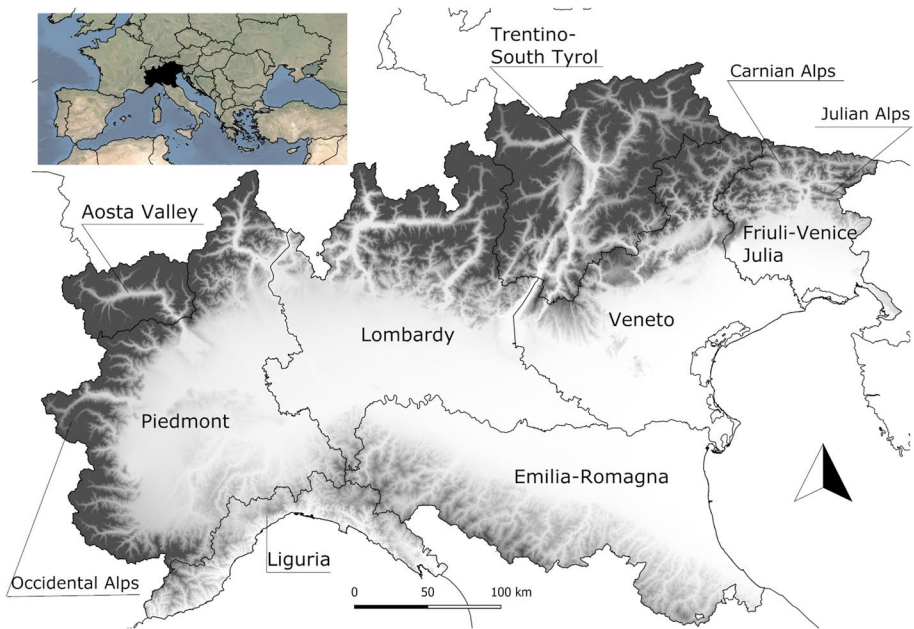 Trentino-
South Tyrol
Carnian Alps
Julian Alps
Aosta Valley
Friuli-Venice
Julia
Lombardy
Veneto
Piedmont
Emilia-Romagna
Liguria
Occidental Alps
0 50 100 km